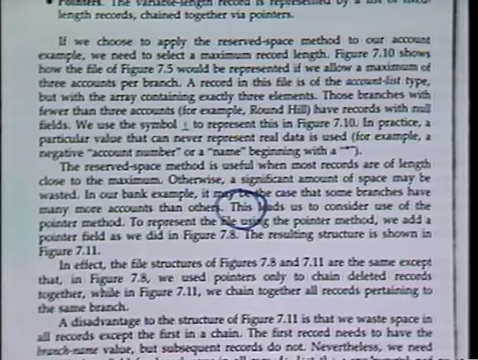 • Pointers. The variable-length record is represented by a list of fixed-
length records, chained together via pointers.
If we choose to apply the reserved-space method to our account
example, we need to select a maximum record length. Figure 7.10 shows
how the file of Figure 7.5 would be represented if we allow a maximum of
three accounts per branch. A record in this file is of the account-list type,
but with the array containing exactly three elements. Those branches with
fewer than three accounts (for example, Round Hill) have records with null
fields. We use the symbol ⊥ to represent this in Figure 7.10. In practice, a
particular value that can never represent real data is used (for example, a
negative "account number" or a "name" beginning with a "*").
The reserved-space method is useful when most records are of length
close to the maximum. Otherwise, a significant amount of space may be
wasted. In our bank example, it may be the case that some branches have
many more accounts than others. This leads us to consider use of the
pointer method. To represent the file using the pointer method, we add a
pointer field as we did in Figure 7.8. The resulting structure is shown in
Figure 7.11.
In effect, the file structures of Figures 7.8 and 7.11 are the same except
that, in Figure 7.8, we used pointers only to chain deleted records
together, while in Figure 7.11, we chain together all records pertaining to
the same branch.
A disadvantage to the structure of Figure 7.11 is that we waste space in
all records except the first in a chain. The first record needs to have the
branch-name value, but subsequent records do not. Nevertheless, we need